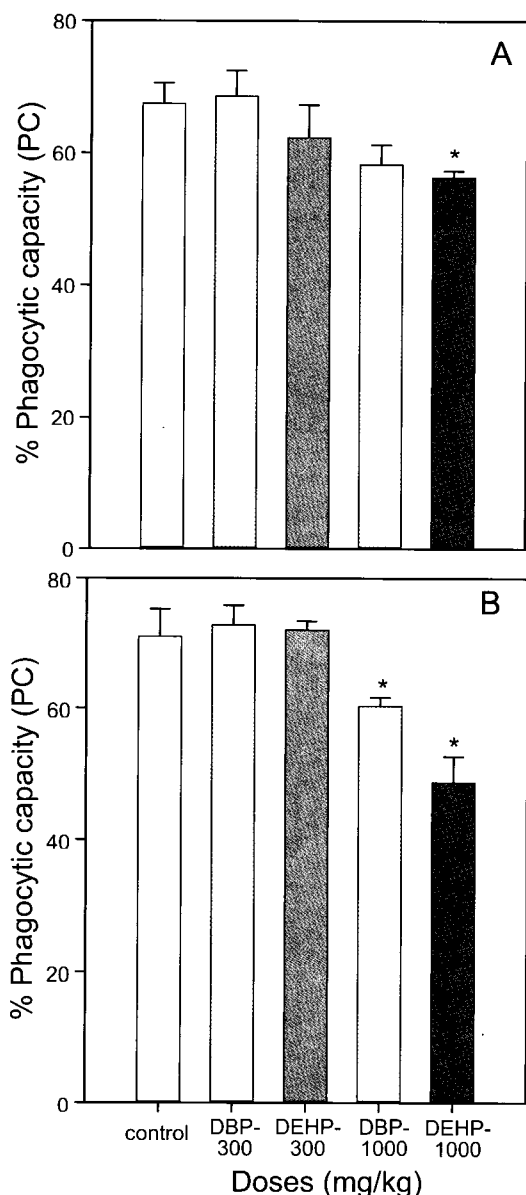 80
A
% Phagocytic capacity (PC)
60
*
40
20
0
80
B
% Phagocytic capacity (PC)
60
*
*
40
20
0
control
DBP-
300
DEHP-
300
DBP-
1000
DEHP-
1000
Doses (mg/kg)